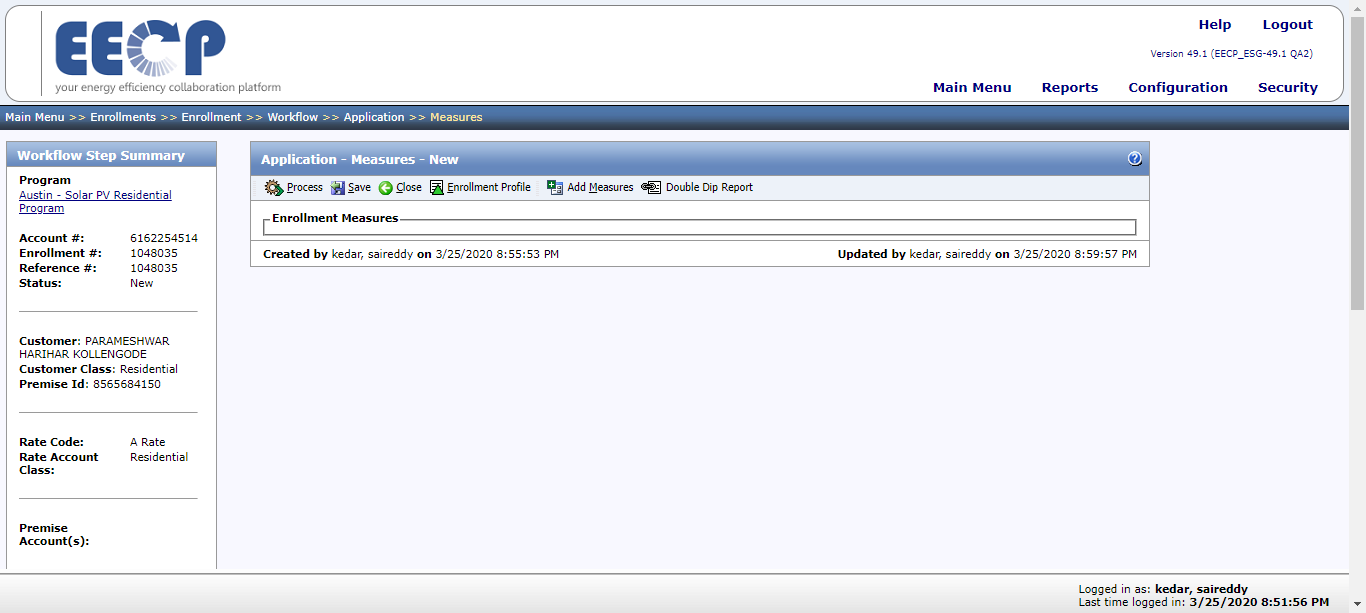 EECP
your energy efficiency collaboration platform
Help Logout
Version 49.1 (EECP_ESG-49.1 QA2)
Main Menu Reports Configuration Security
Main Menu >> Enrollments >> Enrollment >> Workflow >> Application >> Measures
Workflow Step Summary
Program
Austin - Solar PV Residential
Program
Account #: 6162254514
Enrollment #: 1048035
Reference #: 1048035
Status: New
Customer: PARAMESHWAR
HARIHAR KOLLENGODE
Customer Class: Residential
Premise Id: 8565684150
Rate Code: A Rate
Rate Account Residential
Class:
Premise
Account(s):
Application - Measures - New ?
Process Save Close Enrollment Profile Add Measures Double Dip Report
Enrollment Measures
Created by kedar, saireddy on 3/25/2020 8:55:53 PM Updated by kedar, saireddy on 3/25/2020 8:59:57 PM
Logged in as: kedar, saireddy
Last time logged in: 3/25/2020 8:51:56 PM